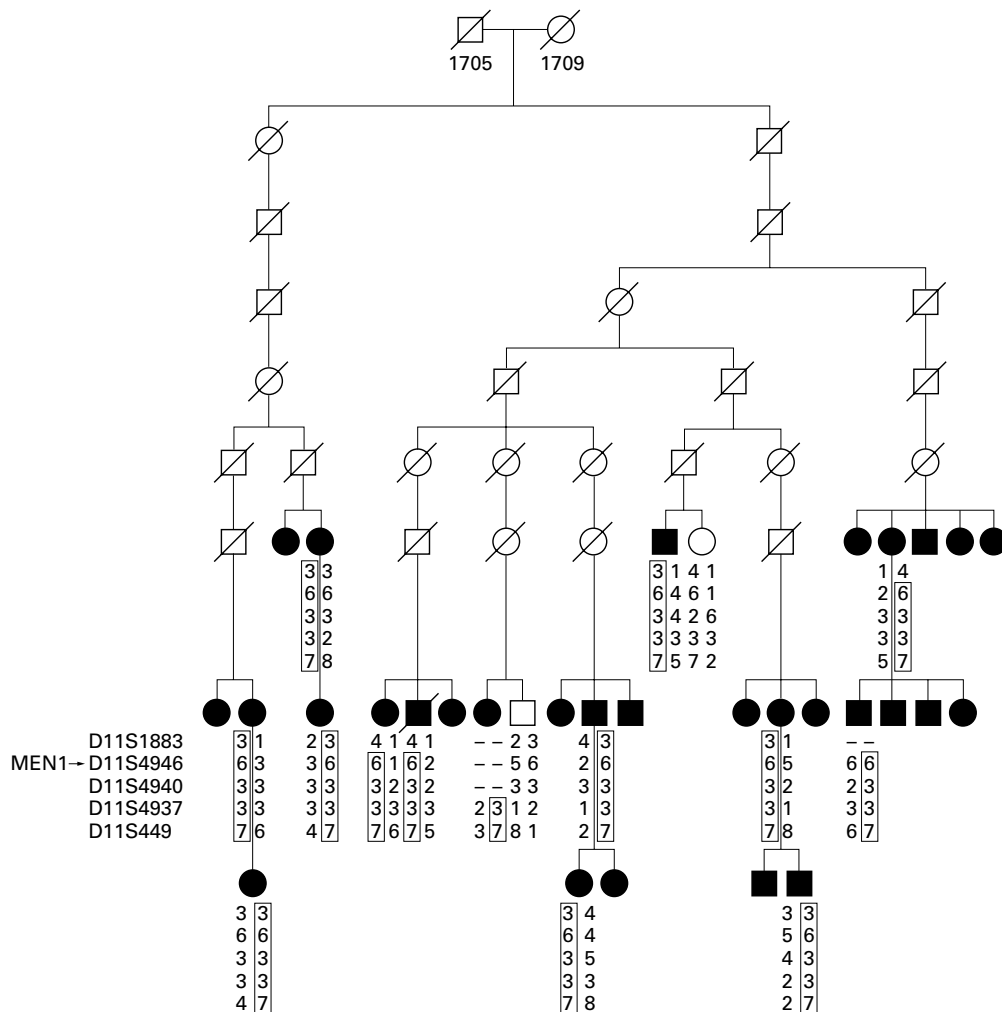 1705 1709
3 3 3 1 4 1 1 4
6 6 6 4 6 1 2 6
3 3 3 4 2 6 3 3
3 2 3 3 3 3 3 3
7 8 7 5 7 2 5 7
D11S1883 3 1 2 3 4 1 4 1 – – 2 3 4 3 3 1 – –
MEN1→ D11S4946 6 3 3 6 6 1 6 2 – – 5 6 2 6 6 5 6 6
D11S4940 3 3 3 3 3 2 3 3 – – 3 3 3 3 3 2 2 3
D11S4937 3 3 3 3 3 3 3 3 2 3 1 2 1 3 3 1 3 3
D11S449 7 6 4 7 7 6 7 5 3 7 8 1 2 7 7 8 6 7
3 3 3 4 3 3
6 6 6 4 5 6
3 3 3 5 4 3
3 3 3 3 2 3
4 7 7 8 2 7